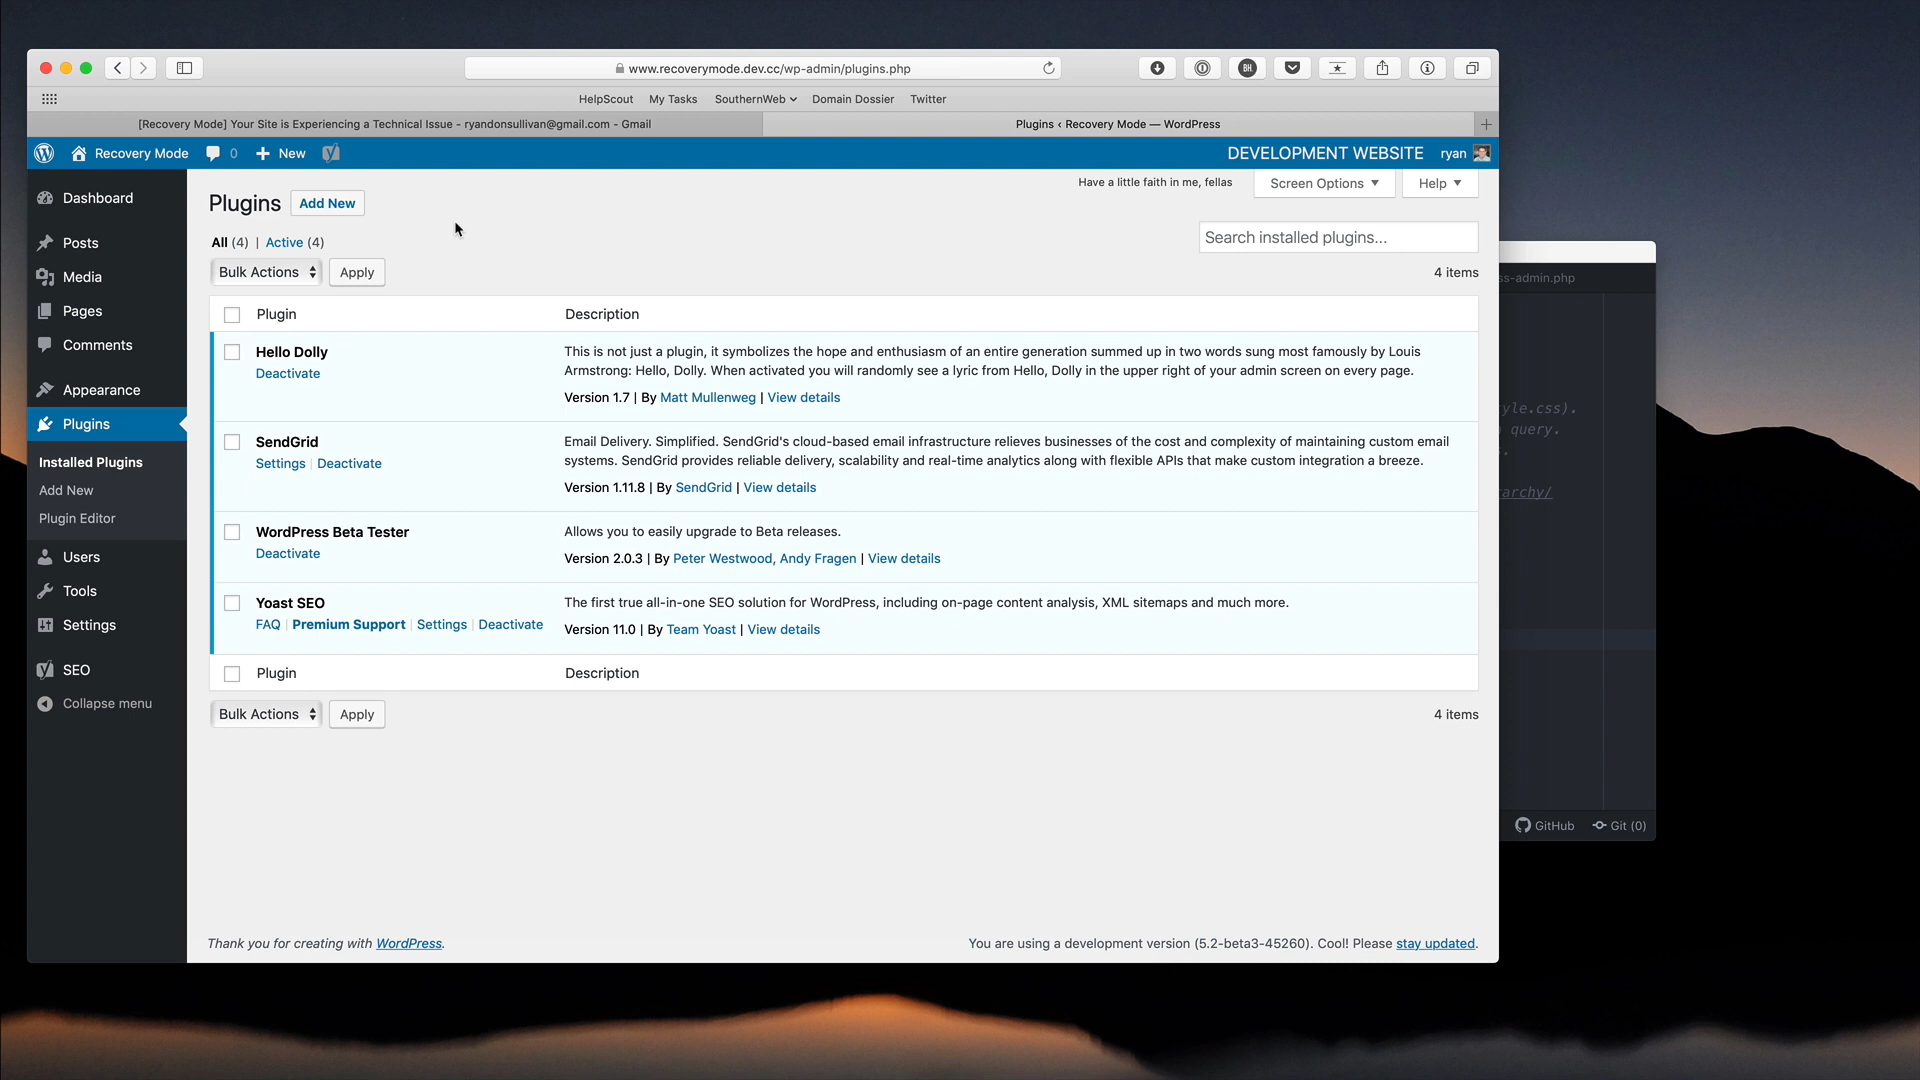 www.recoverymode.dev.cc/wp-admin/plugins.php
BH
HelpScout My Tasks SouthernWeb Domain Dossier Twitter
[Recovery Mode] Your Site is Experiencing a Technical Issue - ryandonsullivan@gmail.com - Gmail
Plugins ‹ Recovery Mode — WordPress
Recovery Mode 0 New DEVELOPMENT WEBSITE ryan
Dashboard
Posts
Media
Pages
Comments
Appearance
Plugins
Installed Plugins
Add New
Plugin Editor
Users
Tools
Settings
SEO
Collapse menu
Have a little faith in me, fellas
Screen Options
Help
Plugins Add New
All (4) | Active (4)
Search installed plugins...
Bulk Actions Apply
4 items
Plugin Description
Hello Dolly
Deactivate
This is not just a plugin, it symbolizes the hope and enthusiasm of an entire generation summed up in two words sung most famously by Louis
Armstrong: Hello, Dolly. When activated you will randomly see a lyric from Hello, Dolly in the upper right of your admin screen on every page.
Version 1.7 | By Matt Mullenweg | View details
SendGrid
Settings | Deactivate
Email Delivery. Simplified. SendGrid's cloud-based email infrastructure relieves businesses of the cost and complexity of maintaining custom email
systems. SendGrid provides reliable delivery, scalability and real-time analytics along with flexible APIs that make custom integration a breeze.
Version 1.11.8 | By SendGrid | View details
WordPress Beta Tester
Deactivate
Allows you to easily upgrade to Beta releases.
Version 2.0.3 | By Peter Westwood, Andy Fragen | View details
Yoast SEO
FAQ | Premium Support | Settings | Deactivate
The first true all-in-one SEO solution for WordPress, including on-page content analysis, XML sitemaps and much more.
Version 11.0 | By Team Yoast | View details
Plugin Description
Bulk Actions Apply
4 items
Thank you for creating with WordPress.
You are using a development version (5.2-beta3-45260). Cool! Please stay updated.
ss-admin.php
yle.css).
query.
archy/
GitHub Git (0)